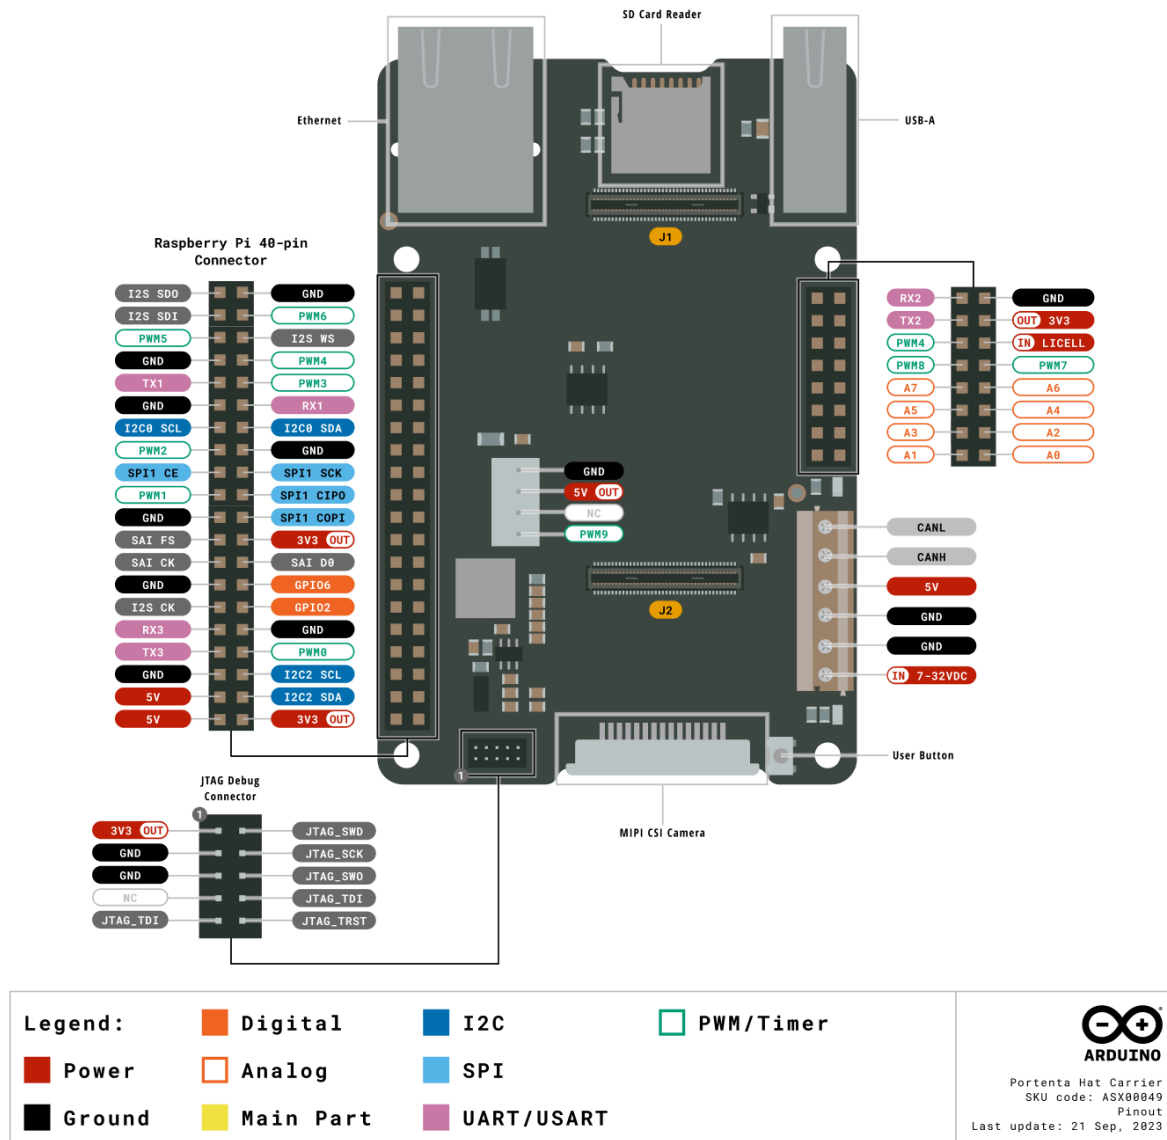 SD Card Reader
Ethernet
USB-A
J1
Raspberry Pi 40-pin
Connector
I2S SDO GND
I2S SDI PWM6
PWM5 I2S WS
GND PWM4
TX1 PWM3
GND RX1
I2C0 SCL I2C0 SDA
PWM2 GND
SPI1 CE SPI1 SCK
PWM1 SPI1 CIPO
GND SPI1 COPI
SAI FS 3V3 OUT
SAI CK SAI D0
GND GPIO6
I2S CK GPIO2
RX3 GND
TX3 PWM0
GND I2C2 SCL
5V I2C2 SDA
5V 3V3 OUT
RX2 GND
TX2 OUT 3V3
PWM4 IN LICELL
PWM8 PWM7
A7 A6
A5 A4
A3 A2
A1 A0
GND
5V OUT
NC
PWM9
CANL
CANH
5V
GND
GND
IN 7-32VDC
J2
User Button
1
MIPI CSI Camera
JTAG Debug
Connector
1
3V3 OUT JTAG_SWD
GND JTAG_SCK
GND JTAG_SWO
NC JTAG_TDI
JTAG_TDI JTAG_TRST
Legend:
Digital
I2C
PWM/Timer
Power
Analog
SPI
Ground
Main Part
UART/USART
ARDUINO
Portenta Hat Carrier
SKU code: ASX00049
Pinout
Last update: 21 Sep, 2023